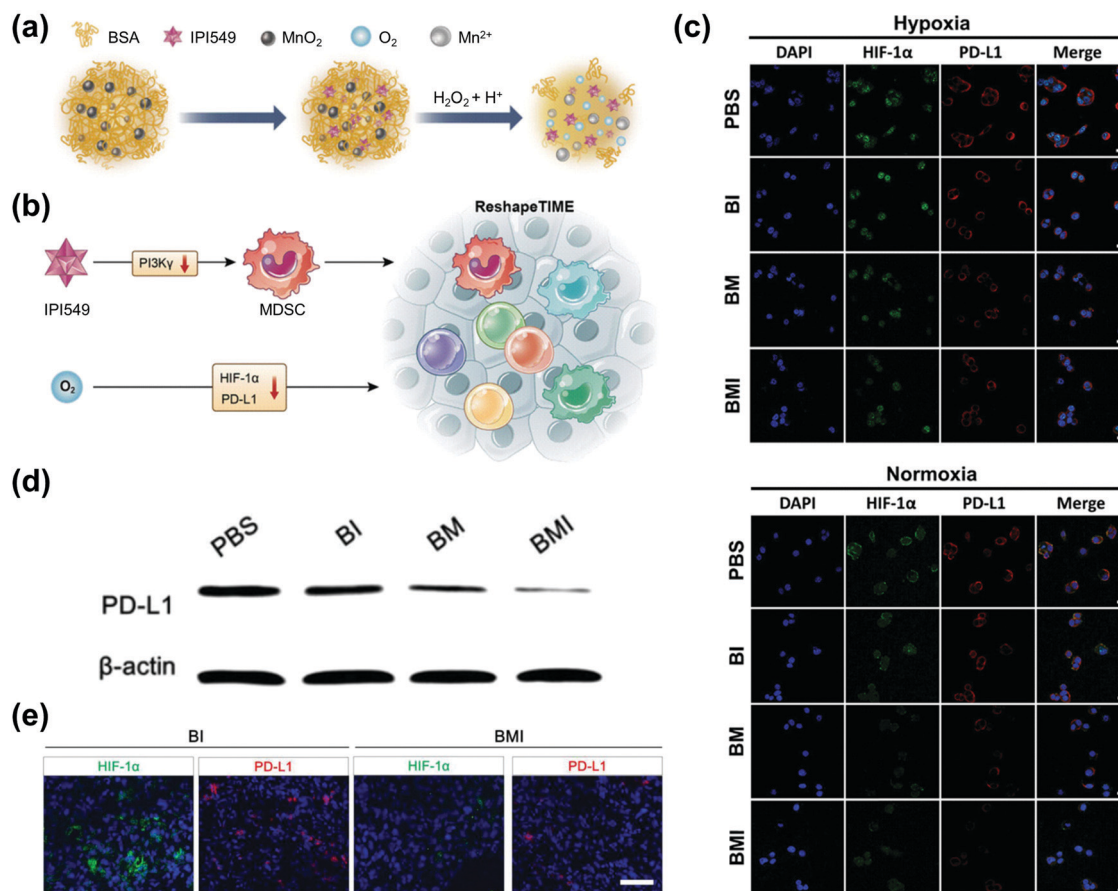 (a)
BSA IPI549 MnO₂ O₂ Mn²⁺
H₂O₂ + H⁺
(b)
ReshapeTIME
PI3Kγ
IPI549
MDSC
O₂
HIF-1α
PD-L1
(c)
Hypoxia
DAPI HIF-1α PD-L1 Merge
PBS
BI
BM
BMI
Normoxia
DAPI HIF-1α PD-L1 Merge
PBS
BI
BM
BMI
(d)
PBS BI BM BMI
PD-L1
β-actin
(e)
BI BMI
HIF-1α PD-L1 HIF-1α PD-L1